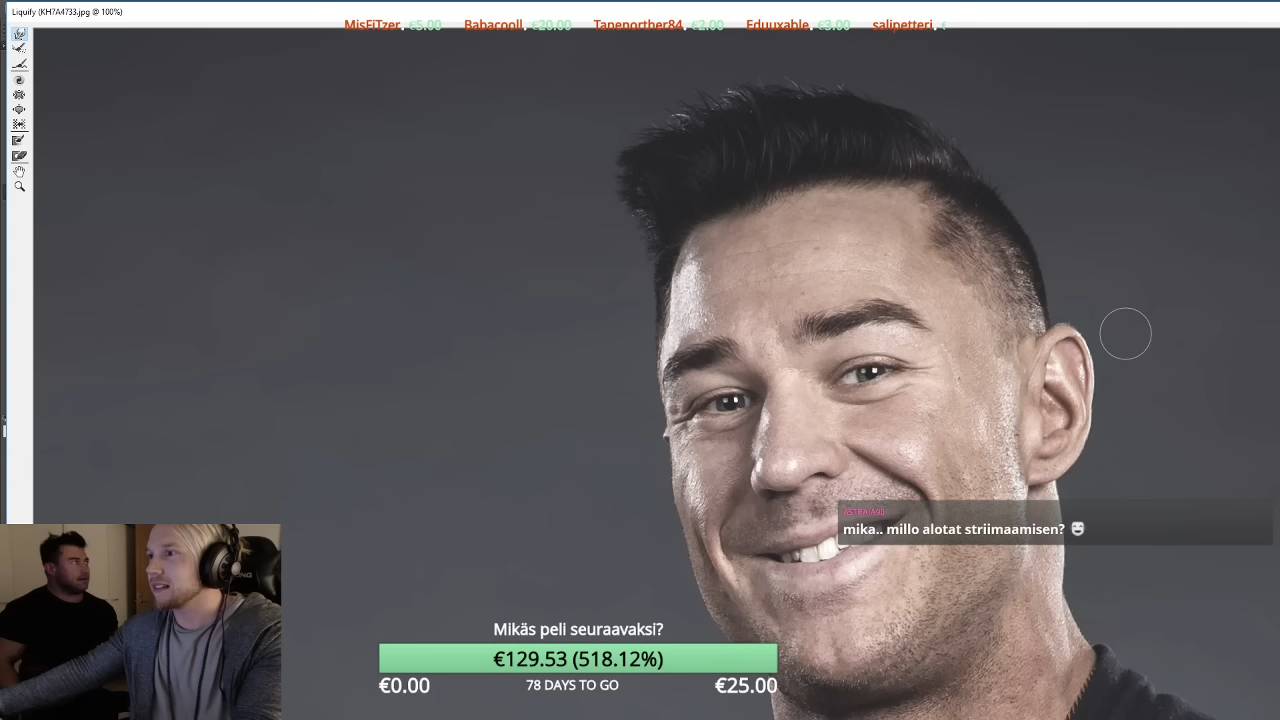 Liquify (KH7A4733.jpg @ 100%)
MisFiTzer, €5.00 Babacooll, €20.00 Tanenorther84, €2.00 Eduuxable, €3.00 salipetteri, €
mika.. millo alotat striimaamisen?
Mikäs peli seuraavaksi?
€129.53 (518.12%)
€0.00 78 DAYS TO GO €25.00